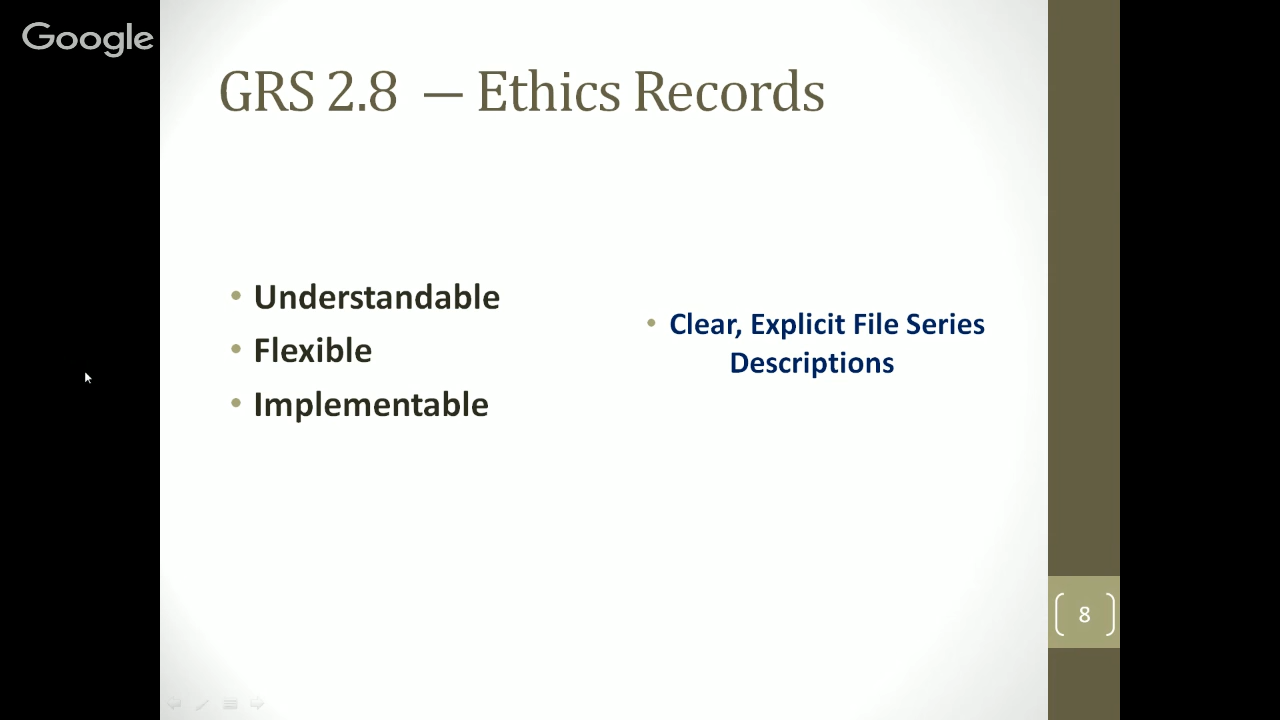 Google
GRS 2.8 — Ethics Records
• Understandable
• Flexible
• Implementable
• Clear, Explicit File Series
Descriptions
8